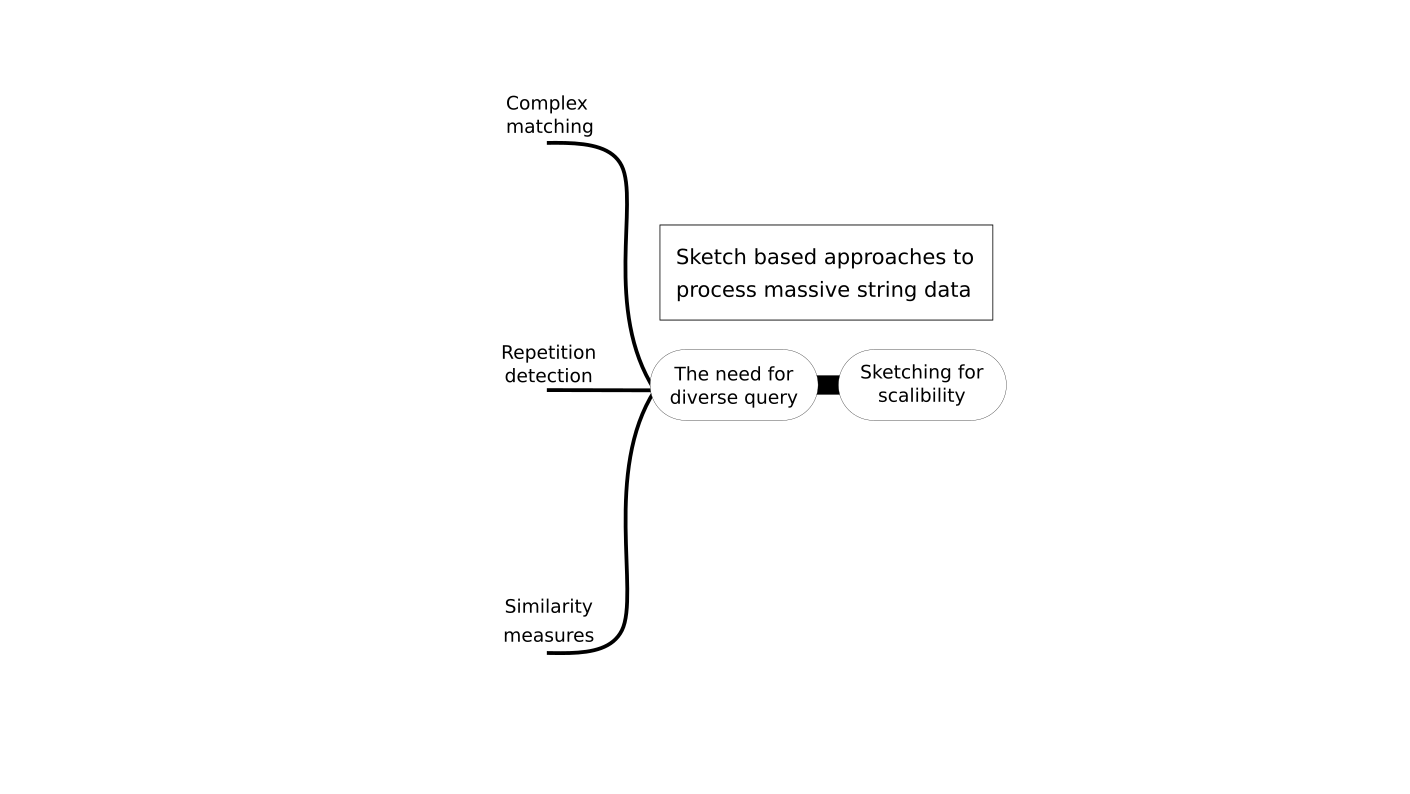 Complex
matching
Sketch based approaches to
process massive string data
Repetition
detection
The need for
diverse query
Sketching for
scalibility
Similarity
measures